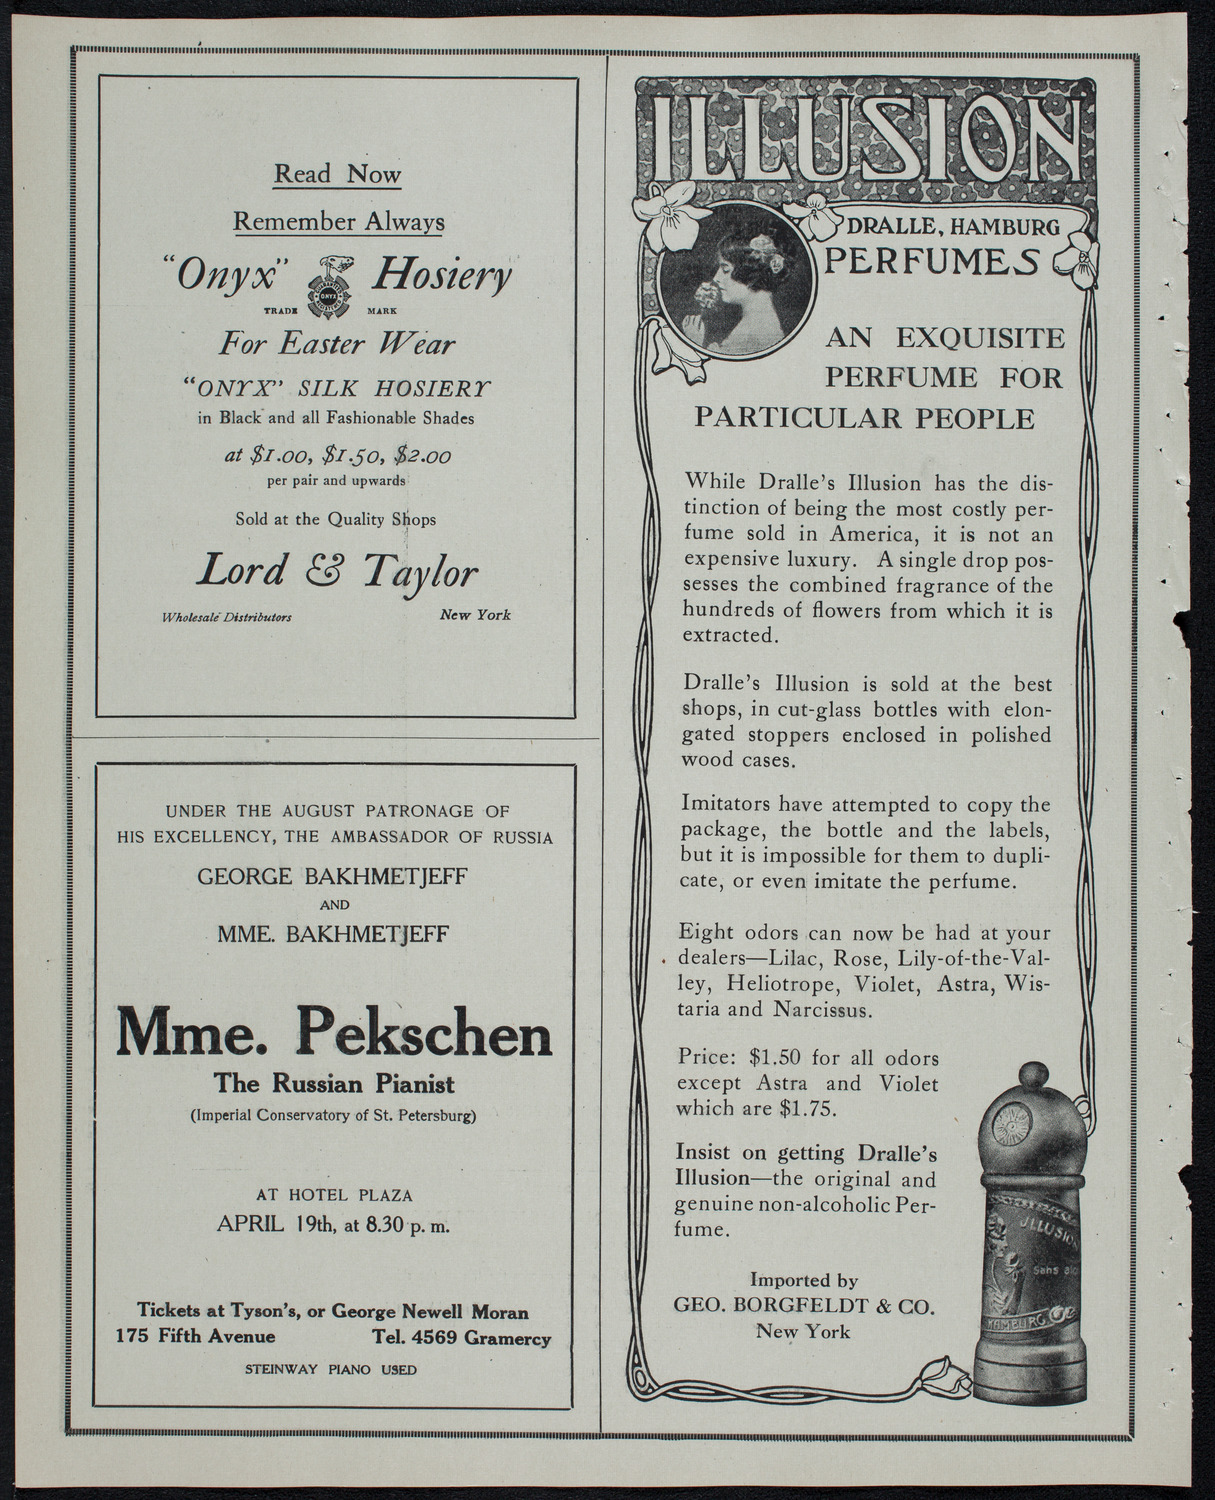 Read Now
Remember Always
"Onyx" Hosiery
ONYX
TRADE MARK
For Easter Wear
"ONYX" SILK HOSIERY
in Black and all Fashionable Shades
at $1.00, $1.50, $2.00
per pair and upwards
Sold at the Quality Shops
Lord & Taylor
Wholesale Distributors New York
UNDER THE AUGUST PATRONAGE OF
HIS EXCELLENCY, THE AMBASSADOR OF RUSSIA
GEORGE BAKHMETJEFF
AND
MME. BAKHMETJEFF
Mme. Pekschen
The Russian Pianist
(Imperial Conservatory of St. Petersburg)
AT HOTEL PLAZA
APRIL 19th, at 8.30 p. m.
Tickets at Tyson's, or George Newell Moran
175 Fifth Avenue Tel. 4569 Gramercy
STEINWAY PIANO USED
ILLUSION
DRALLE, HAMBURG
PERFUMES
AN EXQUISITE
PERFUME FOR
PARTICULAR PEOPLE
While Dralle's Illusion has the dis-
tinction of being the most costly per-
fume sold in America, it is not an
expensive luxury. A single drop pos-
sesses the combined fragrance of the
hundreds of flowers from which it is
extracted.
Dralle's Illusion is sold at the best
shops, in cut-glass bottles with elon-
gated stoppers enclosed in polished
wood cases.
Imitators have attempted to copy the
package, the bottle and the labels,
but it is impossible for them to dupli-
cate, or even imitate the perfume.
Eight odors can now be had at your
dealers—Lilac, Rose, Lily-of-the-Val-
ley, Heliotrope, Violet, Astra, Wis-
taria and Narcissus.
Price: $1.50 for all odors
except Astra and Violet
which are $1.75.
Insist on getting Dralle's
Illusion—the original and
genuine non-alcoholic Per-
fume.
Imported by
GEO. BORGFELDT & CO.
New York
ILLUSION
Sans
HAMBURG